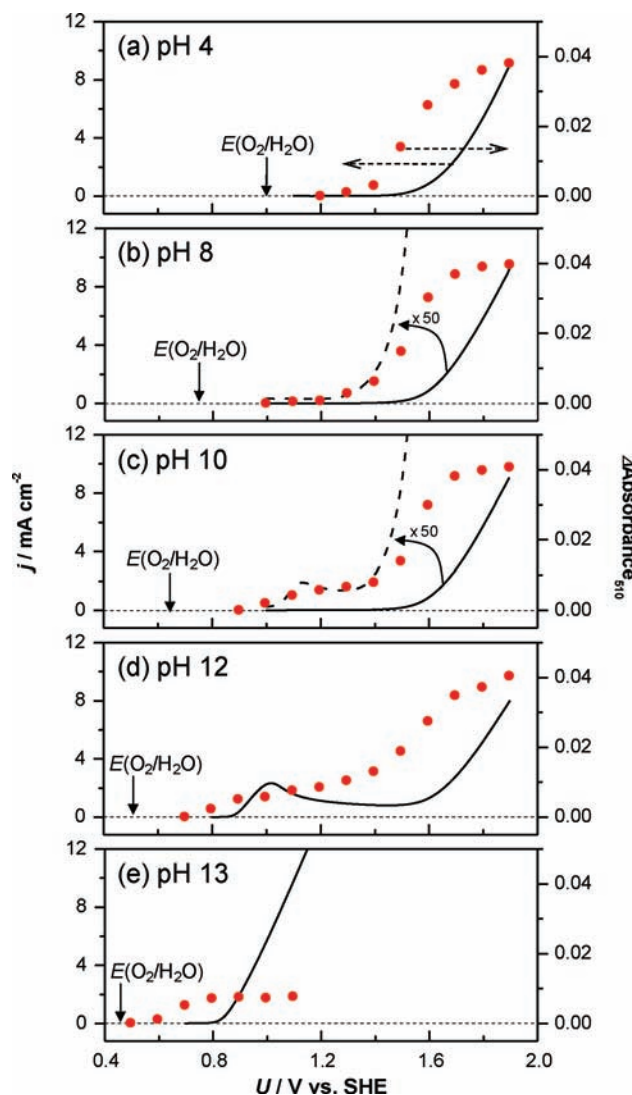 (a) pH 4
12
8
4
0
0.04
0.02
0.00
E(O₂/H₂O)
(b) pH 8
12
8
4
0
0.04
0.02
0.00
E(O₂/H₂O)
x 50
(c) pH 10
12
8
4
0
0.04
0.02
0.00
E(O₂/H₂O)
x 50
j / mA cm⁻²
ΔAbsorbance₅₁₀
(d) pH 12
12
8
4
0
0.04
0.02
0.00
E(O₂/H₂O)
(e) pH 13
12
8
4
0
0.04
0.02
0.00
E(O₂/H₂O)
0.4 0.8 1.2 1.6 2.0
U / V vs. SHE